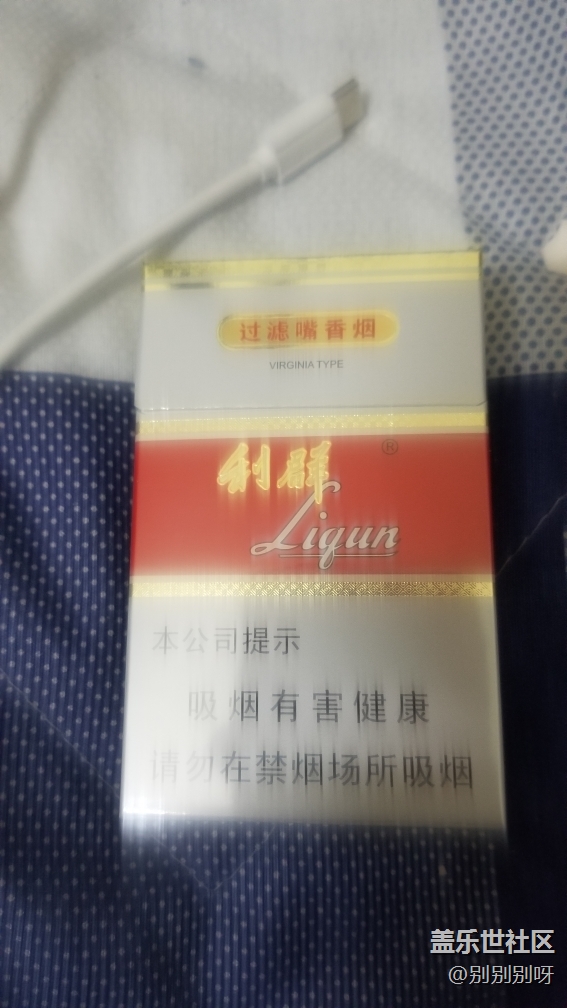 过滤嘴香烟
VIRGINIA TYPE
利群®
Liqun
本公司提示
吸烟有害健康
请勿在禁烟场所吸烟
盖乐世社区
@别别别呀